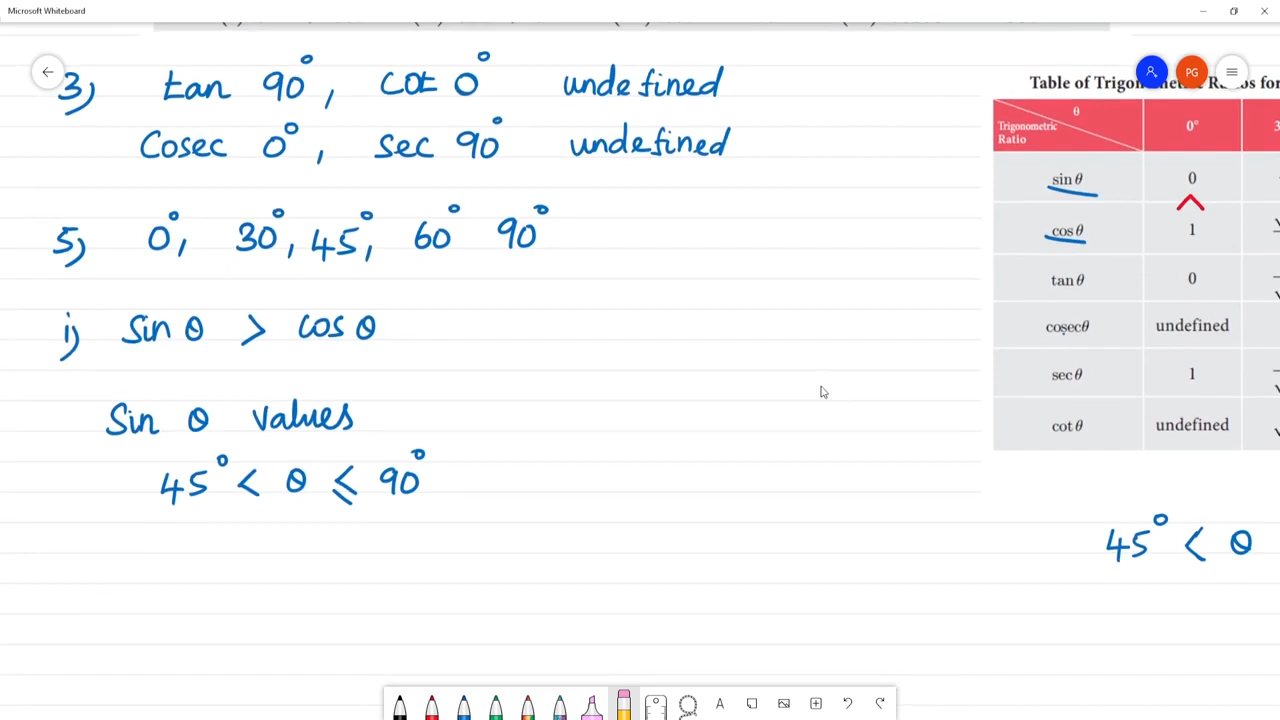 Microsoft Whiteboard
3) tan 90°, cot 0° undefined
Cosec 0°, sec 90° undefined
5) 0°, 30°, 45°, 60° 90°
i) sin θ > cos θ
Sin θ values
45° < θ ≤ 90°
PG
Table of Trigonometric Ratios for
θ
Trigonometric
Ratio
0°
3
sin θ 0
cos θ 1
tan θ 0
cosec θ undefined
sec θ 1
cot θ undefined
45° < θ
A